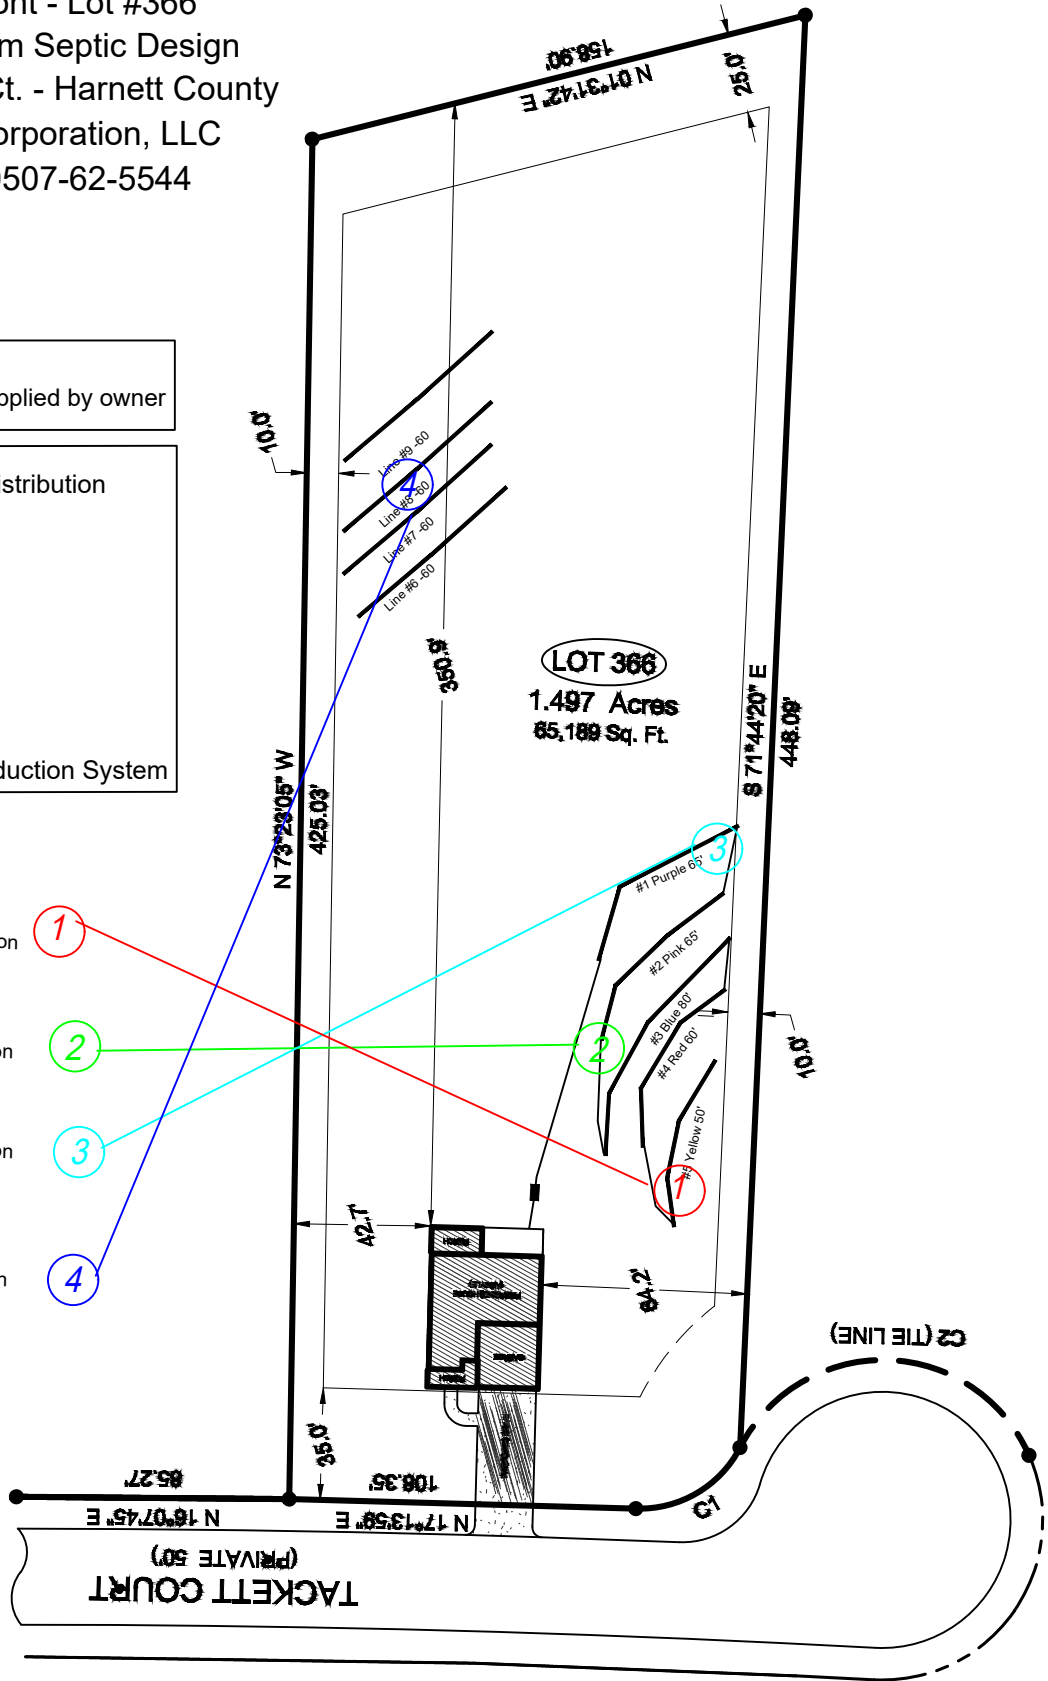 ont - Lot #366
m Septic Design
Ct. - Harnett County
orporation, LLC
9507-62-5544
pplied by owner
istribution
duction System
on
1
on
2
on
3
n
4
158.90'
N 01°31'42" E
25.0'
10.0'
Line #9 -60
4
Line #8 -60
Line #7 -60
Line #6 -60
350.9'
LOT 366
1.497 Acres
65,189 Sq. Ft.
S 71°44'20" E
448.09'
N 73°23'05" W
425.03'
3
#1 Purple 65'
#2 Pink 65'
#3 Blue 80'
#4 Red 60'
#5 Yellow 50'
2
1
10.0'
42.7'
64.2'
35.0'
C2 (TIE LINE)
C1
85.27'
N 16°07'45" E
108.35'
N 17°13'59" E
(PRIVATE 50')
TACKETT COURT